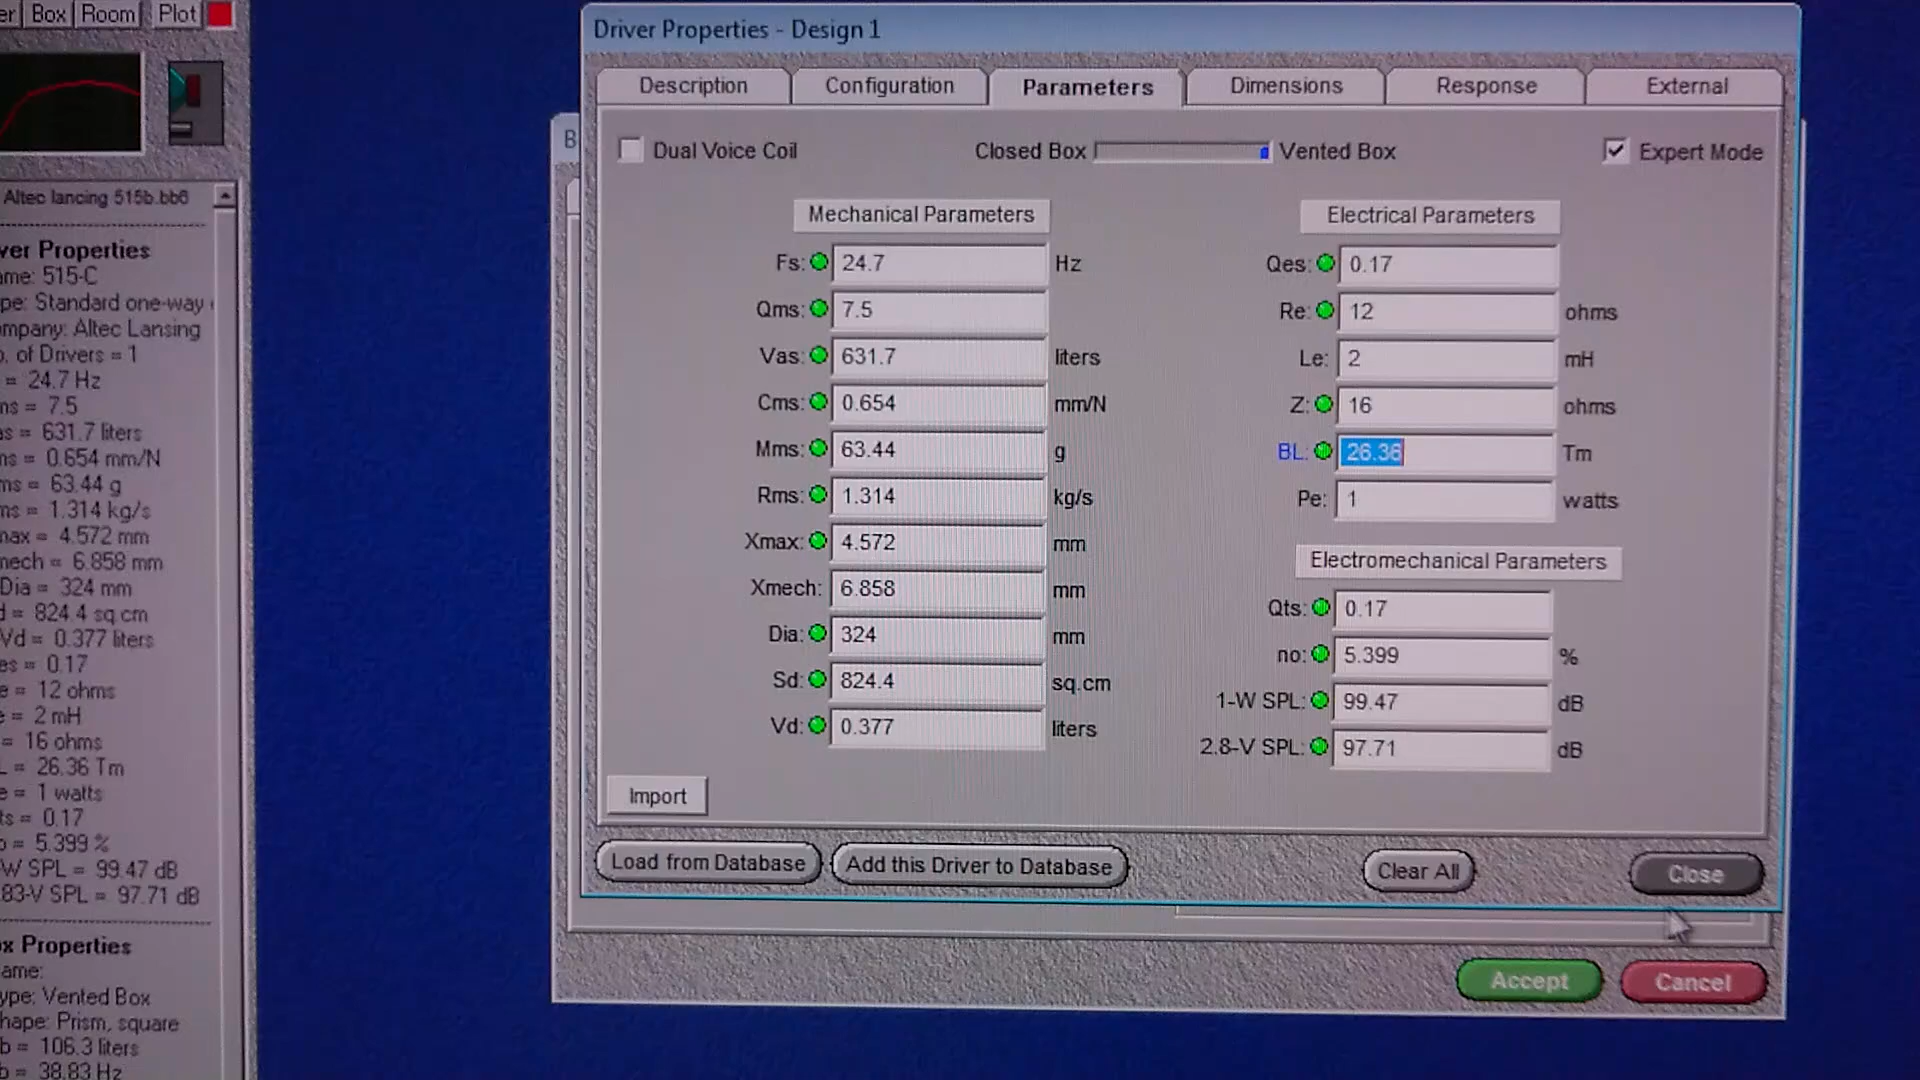 er Box Room Plot
Altec lancing 515b.bb6
ver Properties
ame: 515-C
pe: Standard one-way
ompany: Altec Lansing
o. of Drivers = 1
= 24.7 Hz
ns = 7.5
as = 631.7 liters
ms = 0.654 mm/N
ms = 63.44 g
ms = 1.314 kg/s
max = 4.572 mm
mech = 6.858 mm
Dia = 324 mm
d = 824.4 sq.cm
Vd = 0.377 liters
es = 0.17
e = 12 ohms
e = 2 mH
= 16 ohms
L = 26.36 Tm
e = 1 watts
ts = 0.17
o = 5.399 %
-W SPL = 99.47 dB
83-V SPL = 97.71 dB
ox Properties
ame:
ype: Vented Box
hape: Prism, square
b = 106.3 liters
b = 38.83 Hz
B
Driver Properties - Design 1
Description Configuration Parameters Dimensions Response External
Dual Voice Coil Closed Box Vented Box Expert Mode
Mechanical Parameters
Fs: 24.7 Hz
Qms: 7.5
Vas: 631.7 liters
Cms: 0.654 mm/N
Mms: 63.44 g
Rms: 1.314 kg/s
Xmax: 4.572 mm
Xmech: 6.858 mm
Dia: 324 mm
Sd: 824.4 sq.cm
Vd: 0.377 liters
Electrical Parameters
Qes: 0.17
Re: 12 ohms
Le: 2 mH
Z: 16 ohms
BL: 26.36 Tm
Pe: 1 watts
Electromechanical Parameters
Qts: 0.17
no: 5.399 %
1-W SPL: 99.47 dB
2.8-V SPL: 97.71 dB
Import
Load from Database Add this Driver to Database Clear All Close
Accept Cancel